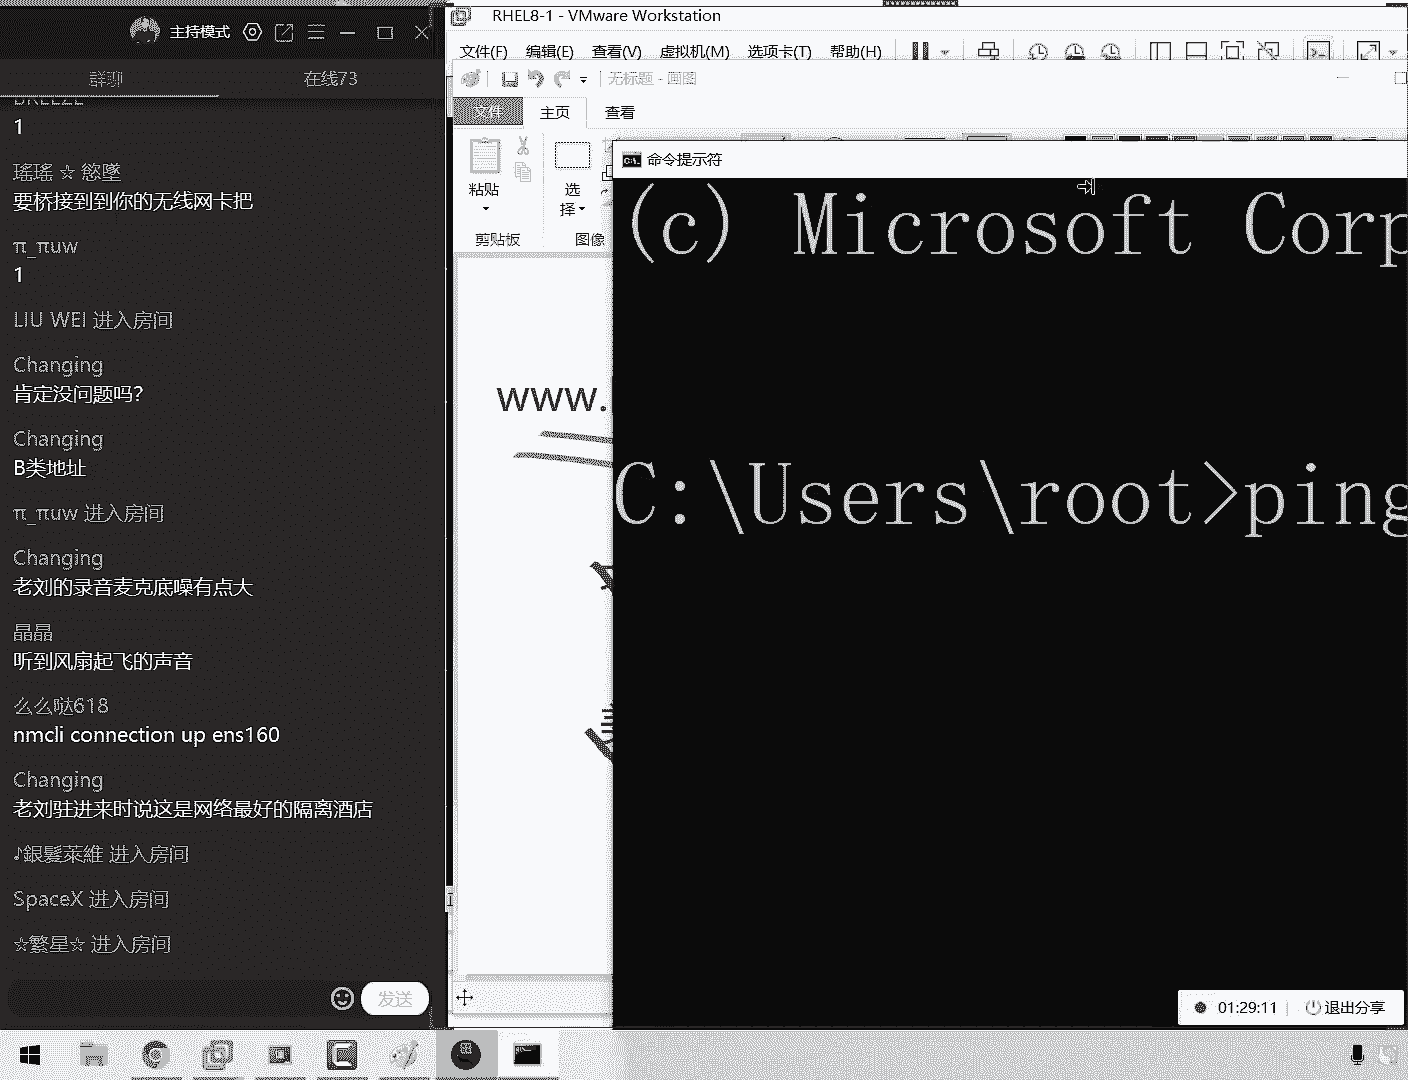 主持模式
群聊
在线73
1
瑤瑤 ☆ 慾墜
要桥接到到你的无线网卡把
π_πuw
1
LIU WEI 进入房间
Changing
肯定没问题吗?
Changing
B类地址
π_πuw 进入房间
Changing
老刘的录音麦克底噪有点大
晶晶
听到风扇起飞的声音
么么哒618
nmcli connection up ens160
Changing
老刘驻进来时说这是网络最好的隔离酒店
♪銀鬘萊維 进入房间
SpaceX 进入房间
☆繁星☆ 进入房间
发送
RHEL8-1 - VMware Workstation
文件(F) 编辑(E) 查看(V) 虚拟机(M) 选项卡(T) 帮助(H)
无标题 - 画图
文件 主页 查看
粘贴
选
择
剪贴板
图像
www.
命令提示符
(c) Microsoft Corp
C:\Users\root>ping
01:29:11 退出分享